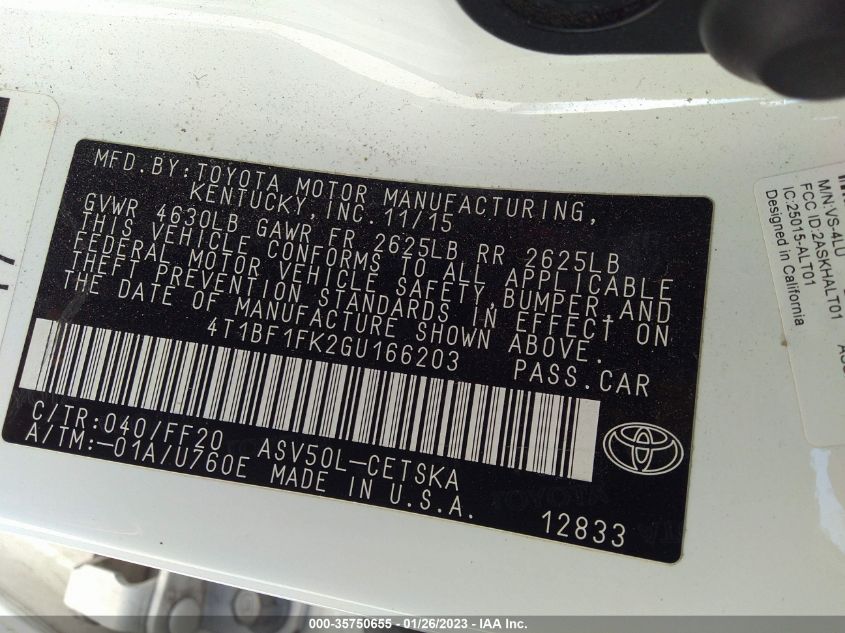 MFD. BY: TOYOTA MOTOR MANUFACTURING,
KENTUCKY, INC. 11/15
GVWR 4630LB GAWR FR 2625LB RR 2625LB
THIS VEHICLE CONFORMS TO ALL APPLICABLE
FEDERAL MOTOR VEHICLE SAFETY, BUMPER, AND
THEFT PREVENTION STANDARDS IN EFFECT ON
THE DATE OF MANUFACTURE SHOWN ABOVE.
4T1BF1FK2GU166203 PASS. CAR
C/TR: 040/FF20 ASV50L-CETSKA
A/TM: -01A/U760E MADE IN U.S.A.
12833
M/N:VS-4LU
FCC ID:2ASKHALT01
IC:25015-ALT01
Designed in California
000-35750655 - 01/26/2023 - IAA Inc.